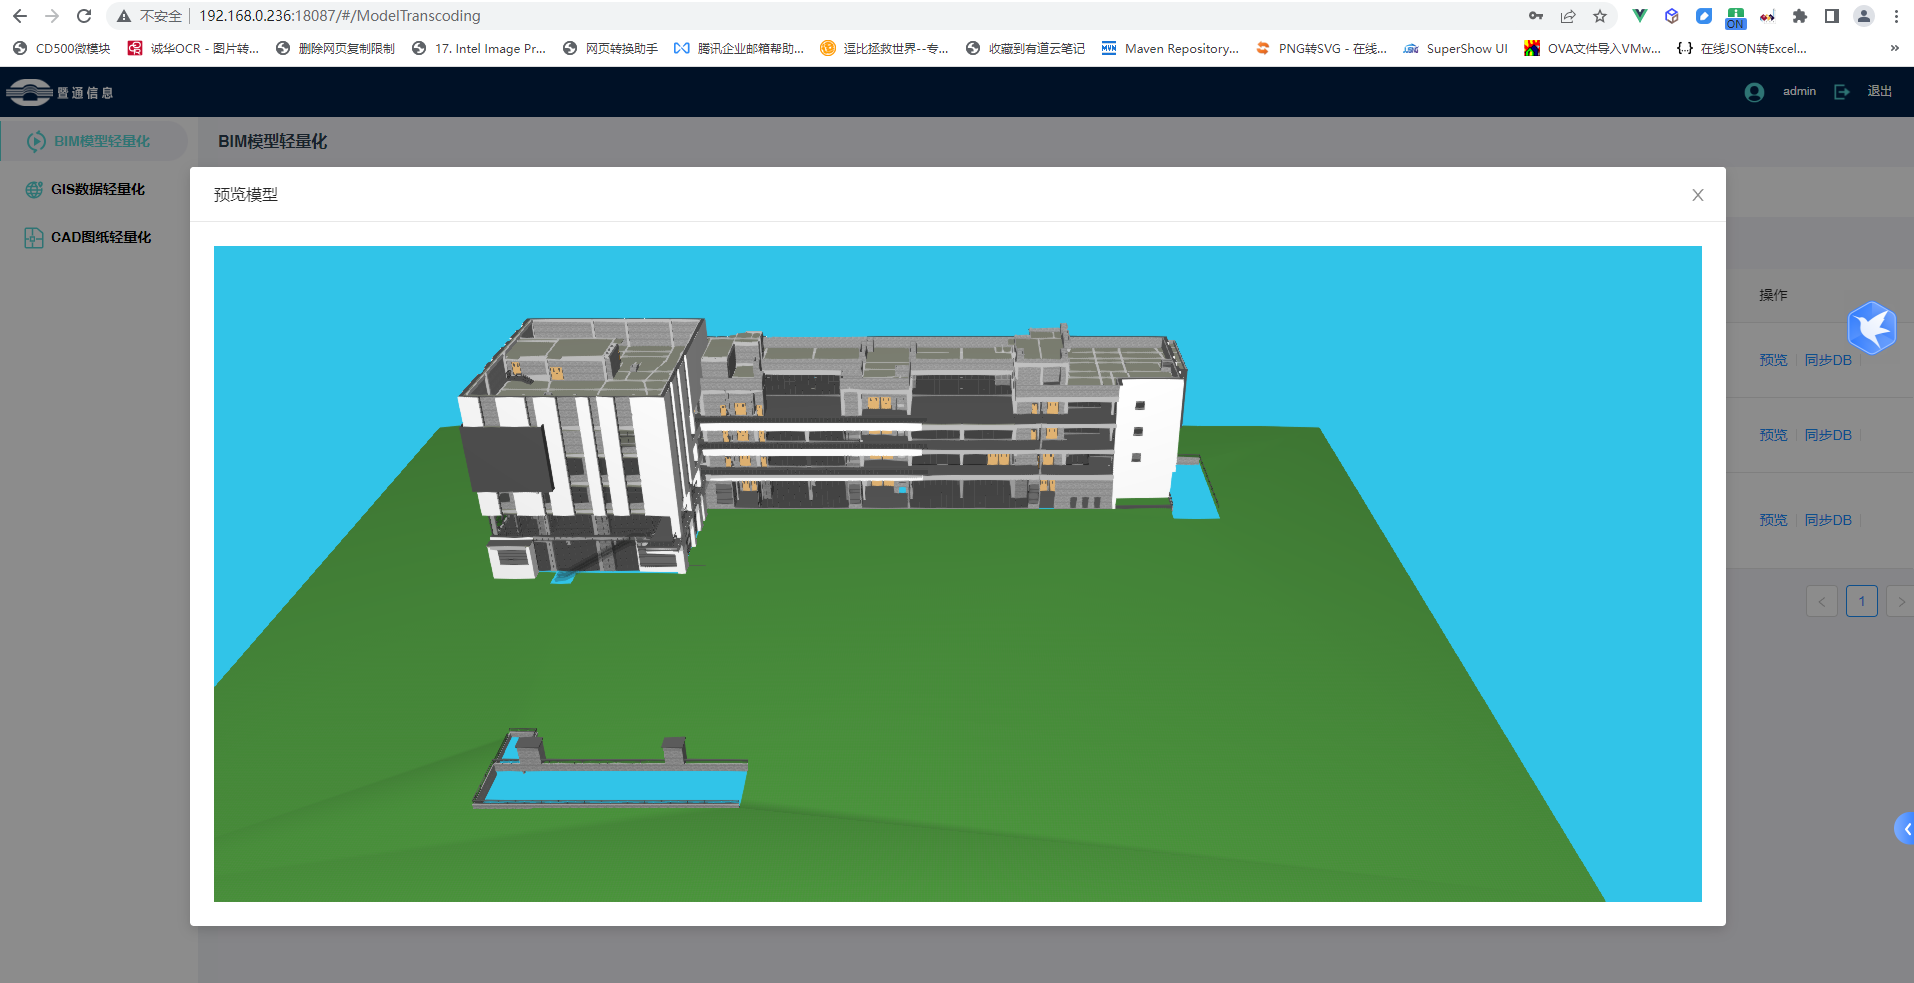 不安全 192.168.0.236:18087/#/ModelTranscoding
CD500微模块 诚华OCR - 图片转... 删除网页复制限制 17. Intel Image Pr... 网页转换助手 腾讯企业邮箱帮助... 逗比拯救世界--专... 收藏到有道云笔记 Maven Repository... PNG转SVG - 在线... SuperShow UI OVA文件导入VMw... 在线JSON转Excel...
ON
暨通信息
admin 退出
BIM模型轻量化
GIS数据轻量化
CAD图纸轻量化
BIM模型轻量化
预览模型
操作
预览 同步DB
预览 同步DB
预览 同步DB
1